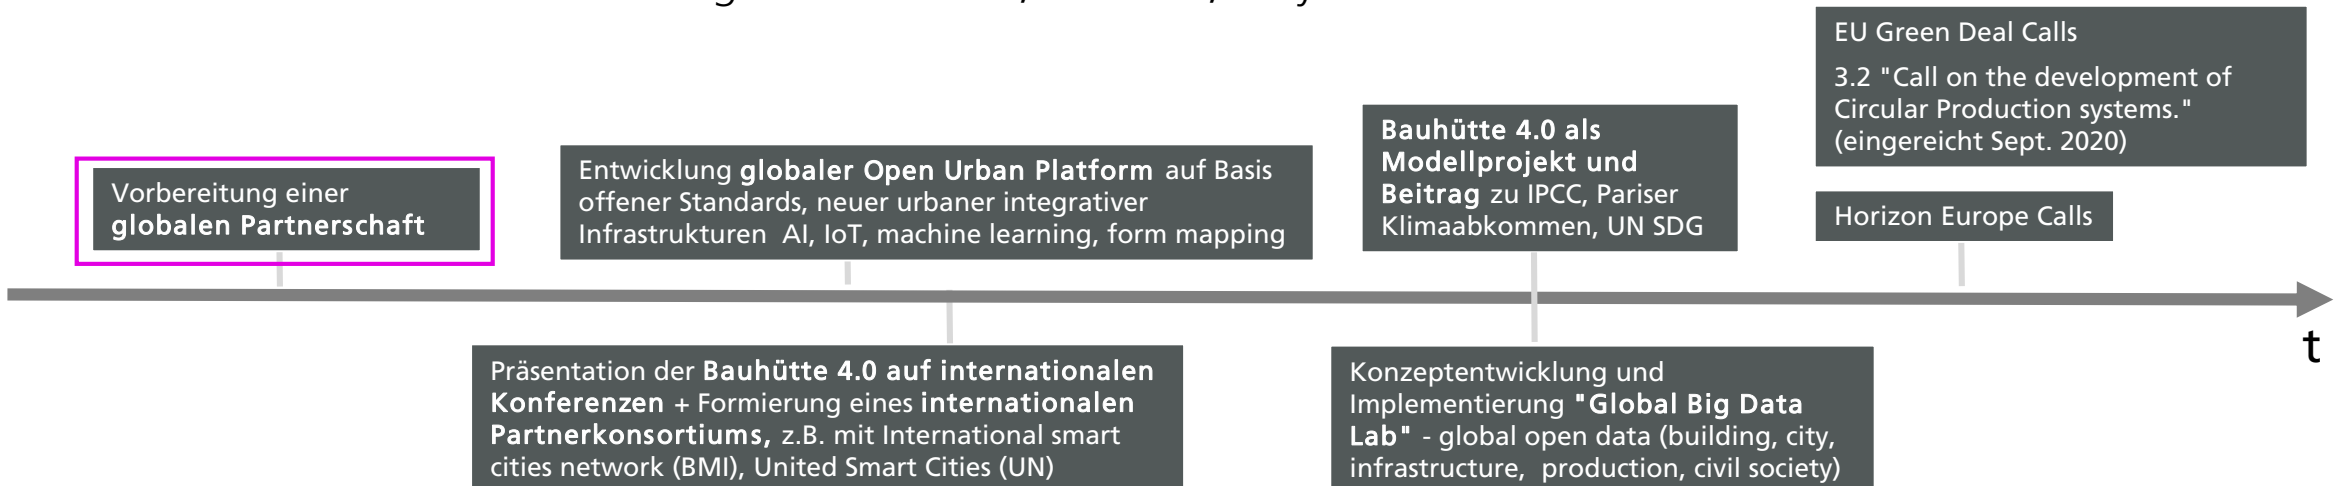 EU Green Deal Calls
3.2 "Call on the development of
Circular Production systems."
(eingereicht Sept. 2020)
Bauhütte 4.0 als
Modellprojekt und
Beitrag zu IPCC, Pariser
Klimaabkommen, UN SDG
Entwicklung globaler Open Urban Platform auf Basis
offener Standards, neuer urbaner integrativer
Infrastrukturen AI, IoT, machine learning, form mapping
Vorbereitung einer
globalen Partnerschaft
Horizon Europe Calls
t
Präsentation der Bauhütte 4.0 auf internationalen
Konferenzen + Formierung eines internationalen
Partnerkonsortiums, z.B. mit International smart
cities network (BMI), United Smart Cities (UN)
Konzeptentwicklung und
Implementierung "Global Big Data
Lab" - global open data (building, city,
infrastructure, production, civil society)